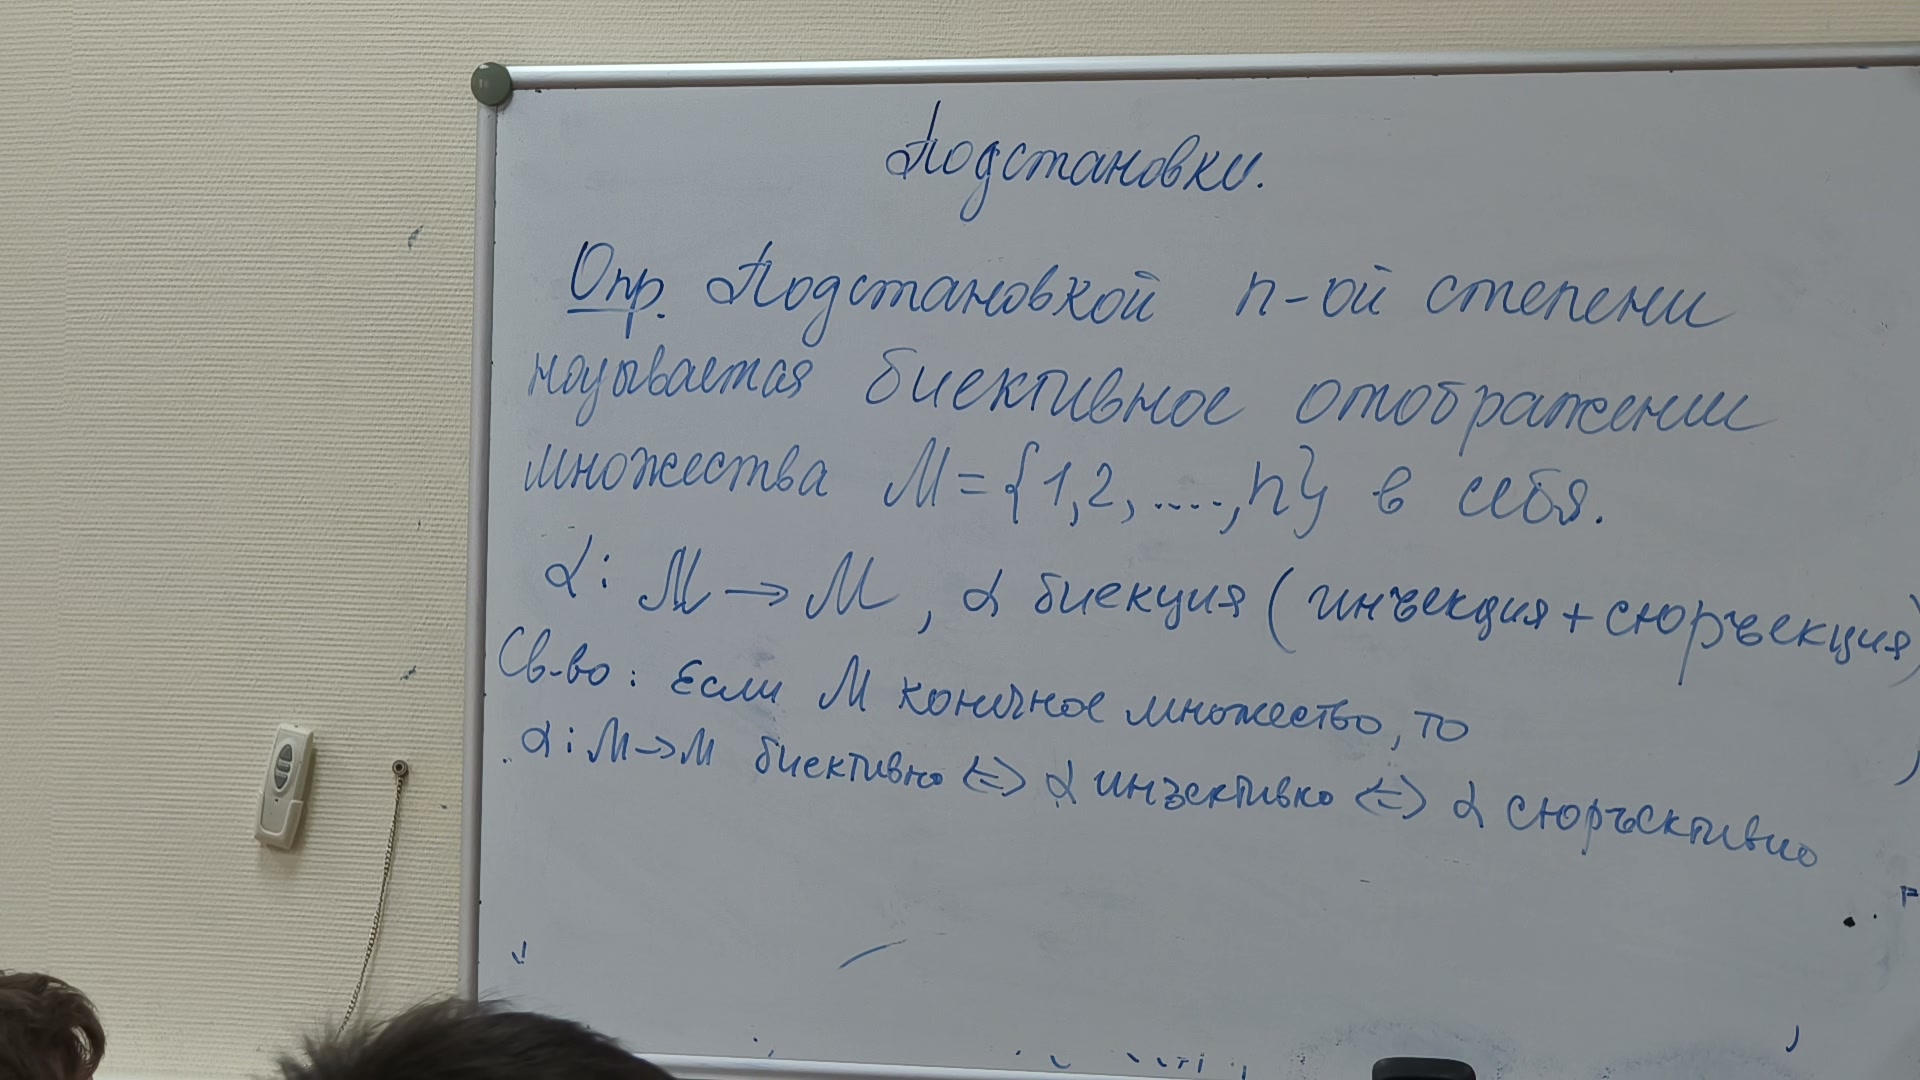 Подстановки.
Опр. Подстановкой n-ой степени
называется биективное отображении
множества M = {1,2, ....,n} в себя.
α: M → M, α биекция (инъекция + сюръекция)
Св-во: Если M конечное множество, то
α: M → M биективно <=> α инъективно <=> α сюръективно